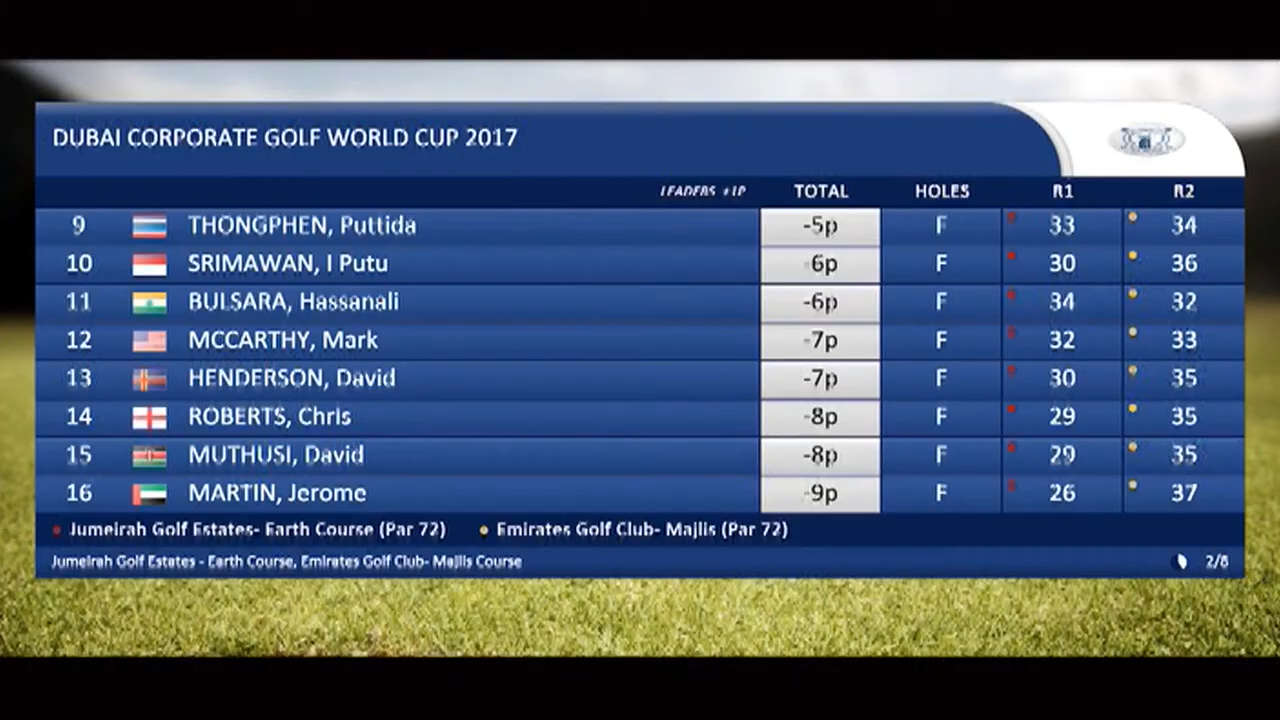 DUBAI CORPORATE GOLF WORLD CUP 2017
LEADERS TOTAL HOLES R1 R2
9 THONGPHEN, Puttida -5p F 33 34
10 SRIMAWAN, I Putu -6p F 30 36
11 BULSARA, Hassanali -6p F 34 32
12 MCCARTHY, Mark -7p F 32 33
13 HENDERSON, David -7p F 30 35
14 ROBERTS, Chris -8p F 29 35
15 MUTHUSI, David -8p F 29 35
16 MARTIN, Jerome -9p F 26 37
Jumeirah Golf Estates- Earth Course (Par 72) Emirates Golf Club- Majlis (Par 72)
Jumeirah Golf Estates - Earth Course, Emirates Golf Club- Majlis Course 2/8